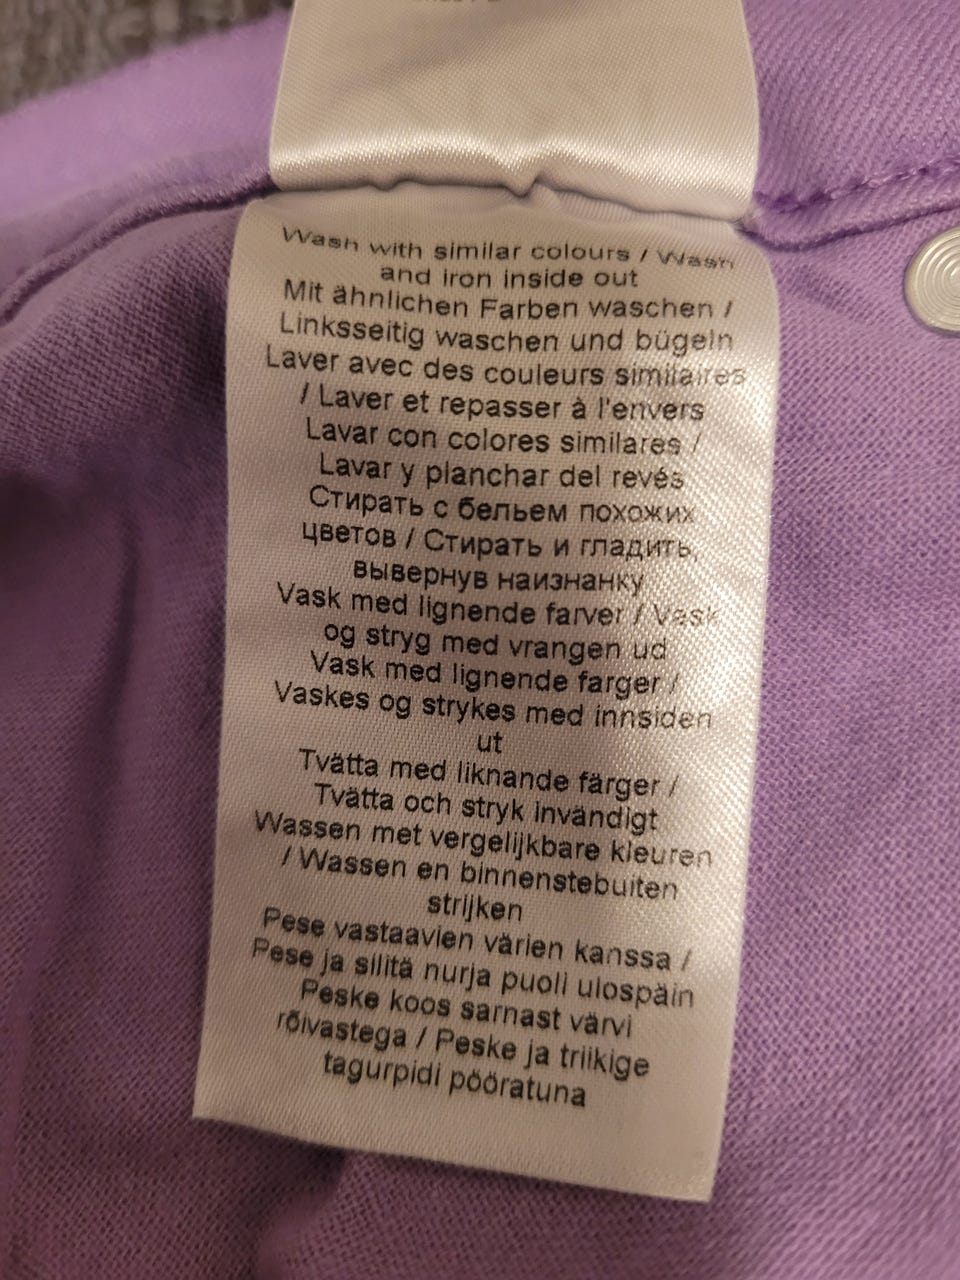 Wash with similar colours / Wash
and iron inside out
Mit ähnlichen Farben waschen /
Linksseitig waschen und bügeln
Laver avec des couleurs similaires
/ Laver et repasser à l'envers
Lavar con colores similares /
Lavar y planchar del revés
Стирать с бельем похожих
цветов / Стирать и гладить,
вывернув наизнанку
Vask med lignende farver / Vask
og stryg med vrangen ud
Vask med lignende farger /
Vaskes og strykes med innsiden
ut
Tvätta med liknande färger /
Tvätta och stryk invändigt
Wassen met vergelijkbare kleuren
/ Wassen en binnenstebuiten
strijken
Pese vastaavien värien kanssa /
Pese ja silitä nurja puoli ulospäin
Peske koos sarnast värvi
rõivastega / Peske ja triikige
tagurpidi pööratuna